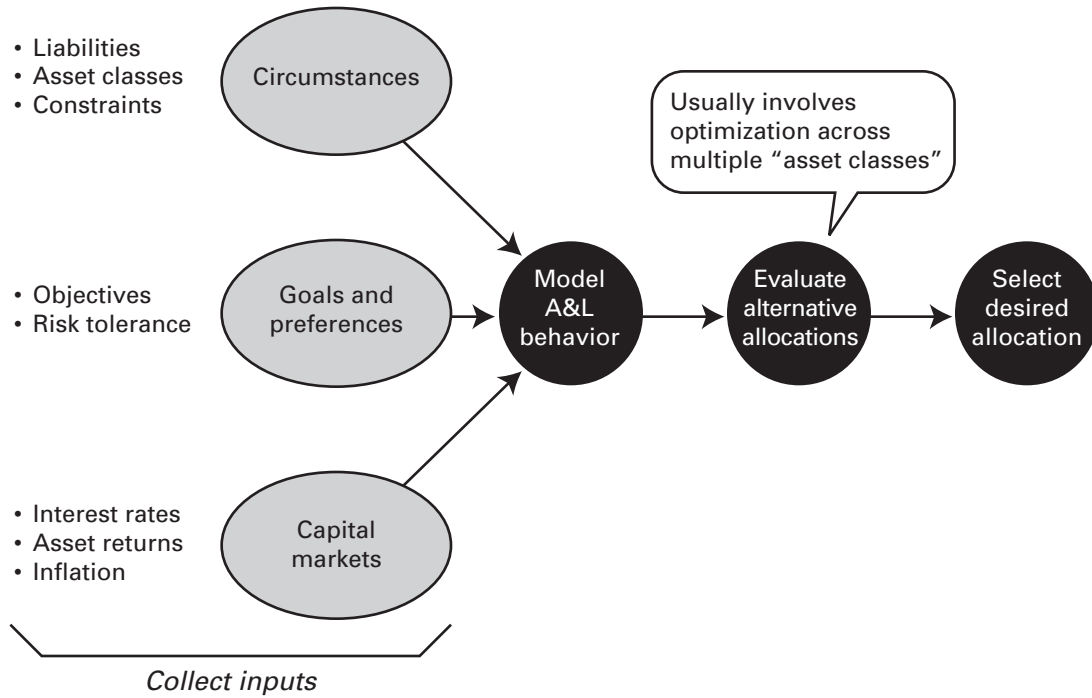 • Liabilities
• Asset classes
• Constraints
Circumstances
Usually involves
optimization across
multiple “asset classes”
• Objectives
• Risk tolerance
Goals and
preferences
Model
A&L
behavior
Evaluate
alternative
allocations
Select
desired
allocation
• Interest rates
• Asset returns
• Inflation
Capital
markets
Collect inputs